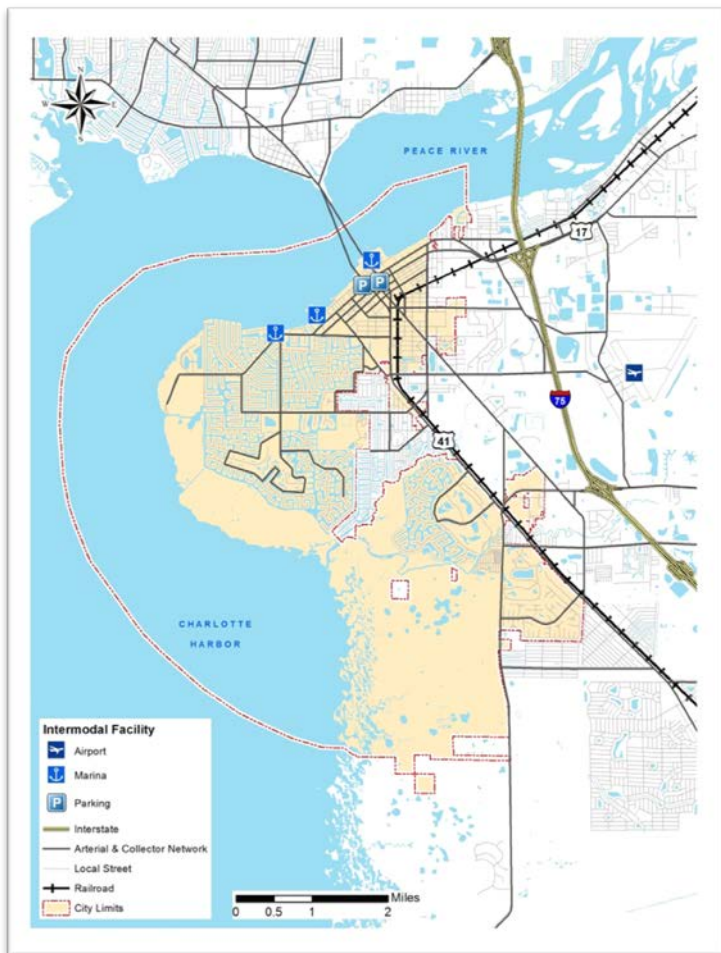 N
W E
S
PEACE RIVER
17
P P
75
41
CHARLOTTE
HARBOR
Intermodal Facility
Airport
Marina
P Parking
Interstate
Arterial & Collector Network
Local Street
Railroad
City Limits
Miles
0 0.5 1 2